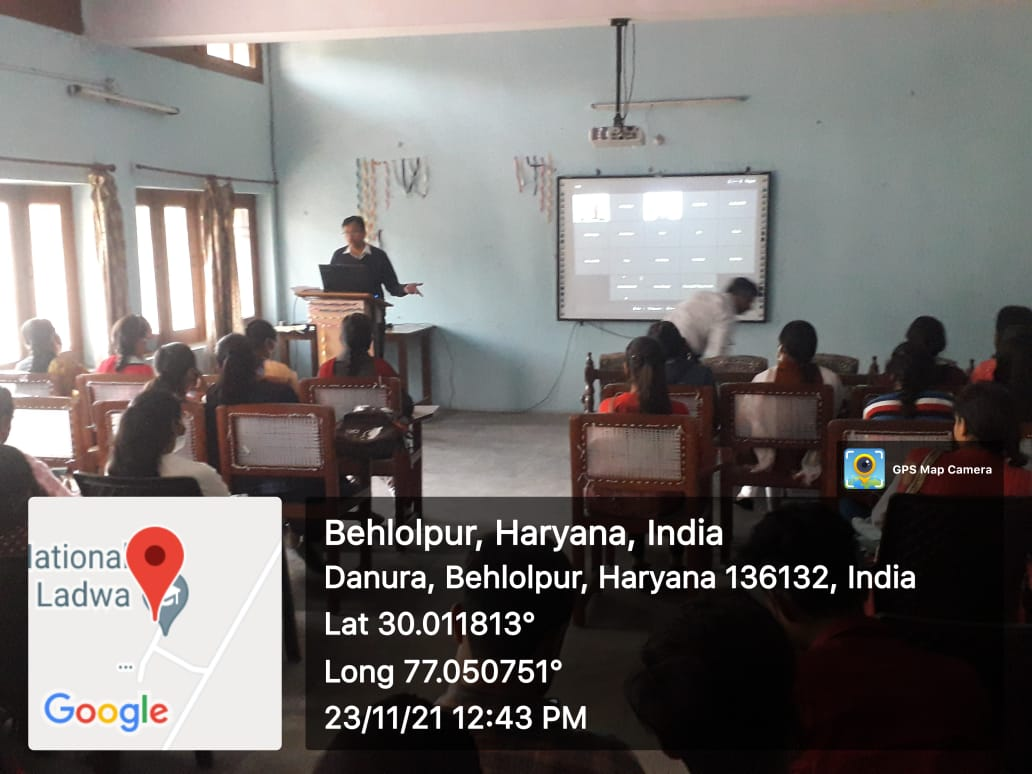 GPS Map Camera
Behlolpur, Haryana, India
Danura, Behlolpur, Haryana 136132, India
Lat 30.011813°
Long 77.050751°
23/11/21 12:43 PM
National
Ladwa
...
Google